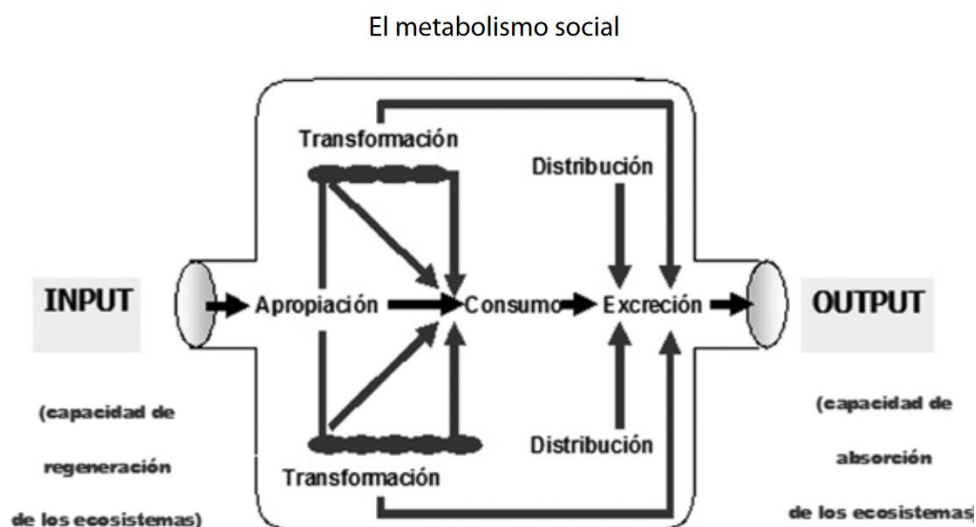 El metabolismo social
Transformación
Distribución
INPUT
Apropiación
Consumo
Excreción
OUTPUT
(capacidad de
regeneración
de los ecosistemas)
Transformación
Distribución
(capacidad de
absorción
de los ecosistemas